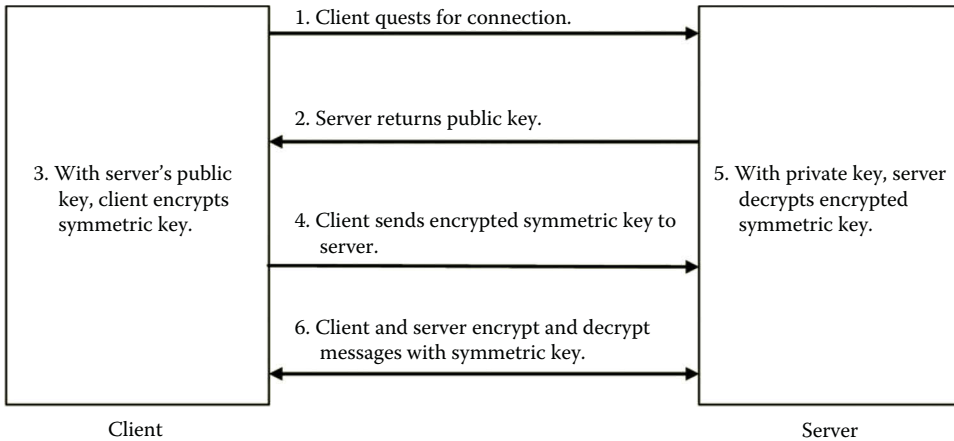 1. Client quests for connection.
2. Server returns public key.
3. With server’s public
key, client encrypts
symmetric key.
4. Client sends encrypted symmetric key to
server.
5. With private key, server
decrypts encrypted
symmetric key.
6. Client and server encrypt and decrypt
messages with symmetric key.
Client
Server